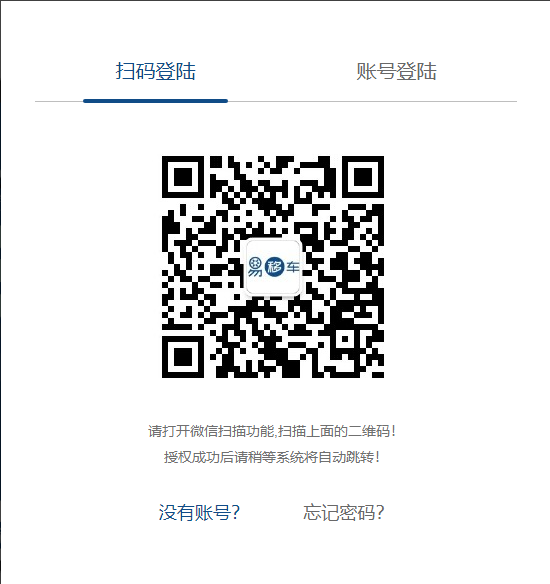 扫码登陆 账号登陆
易移车
请打开微信扫描功能,扫描上面的二维码!
授权成功后请稍等系统将自动跳转!
没有账号? 忘记密码?